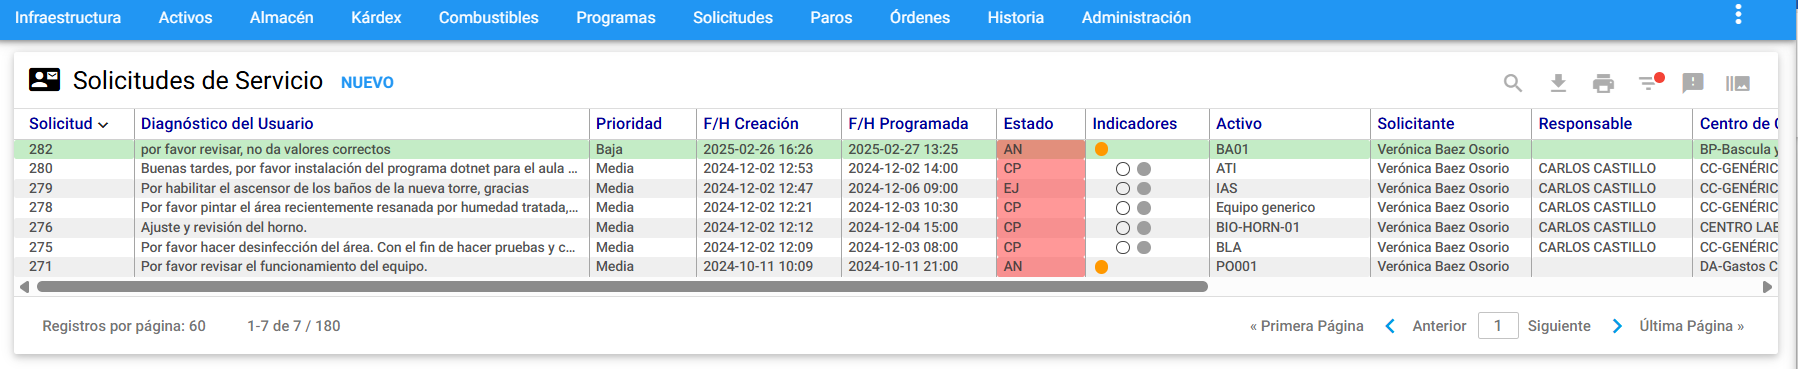 Infraestructura Activos Almacén Kárdex Combustibles Programas Solicitudes Paros Órdenes Historia Administración
Solicitudes de Servicio NUEVO
Solicitud Diagnóstico del Usuario Prioridad F/H Creación F/H Programada Estado Indicadores Activo Solicitante Responsable Centro de C
282 por favor revisar, no da valores correctos Baja 2025-02-26 16:26 2025-02-27 13:25 AN BA01 Verónica Baez Osorio BP-Bascula y
280 Buenas tardes, por favor instalación del programa dotnet para el aula ... Media 2024-12-02 12:53 2024-12-02 14:00 CP ATI Verónica Baez Osorio CARLOS CASTILLO CC-GENÉRIC
279 Por habilitar el ascensor de los baños de la nueva torre, gracias Media 2024-12-02 12:47 2024-12-06 09:00 EJ IAS Verónica Baez Osorio CARLOS CASTILLO CC-GENÉRIC
278 Por favor pintar el área recientemente resanada por humedad tratada,... Media 2024-12-02 12:21 2024-12-03 10:30 CP Equipo generico Verónica Baez Osorio CARLOS CASTILLO CC-GENÉRIC
276 Ajuste y revisión del horno. Media 2024-12-02 12:12 2024-12-04 15:00 CP BIO-HORN-01 Verónica Baez Osorio CARLOS CASTILLO CENTRO LAB
275 Por favor hacer desinfección del área. Con el fin de hacer pruebas y c... Media 2024-12-02 12:09 2024-12-03 08:00 CP BLA Verónica Baez Osorio CARLOS CASTILLO CC-GENÉRIC
271 Por favor revisar el funcionamiento del equipo. Media 2024-10-11 10:09 2024-10-11 21:00 AN PO001 Verónica Baez Osorio DA-Gastos C
Registros por página: 60 1-7 de 7 / 180 « Primera Página Anterior 1 Siguiente Última Página »